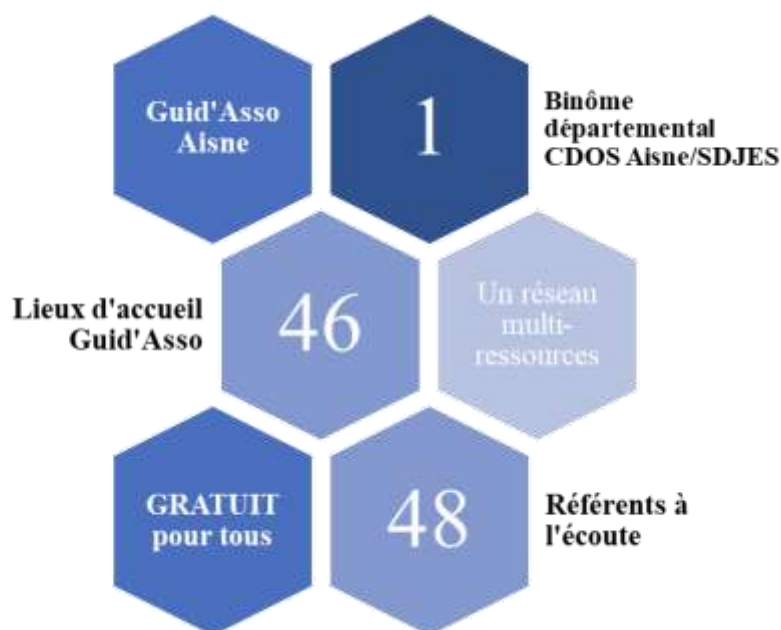 Guid'Asso
Aisne
1
Binôme
départemental
CDOS Aisne/SDJES
Lieux d'accueil
Guid'Asso
46
Un réseau
multi-
ressources
GRATUIT
pour tous
48
Référents à
l'écoute